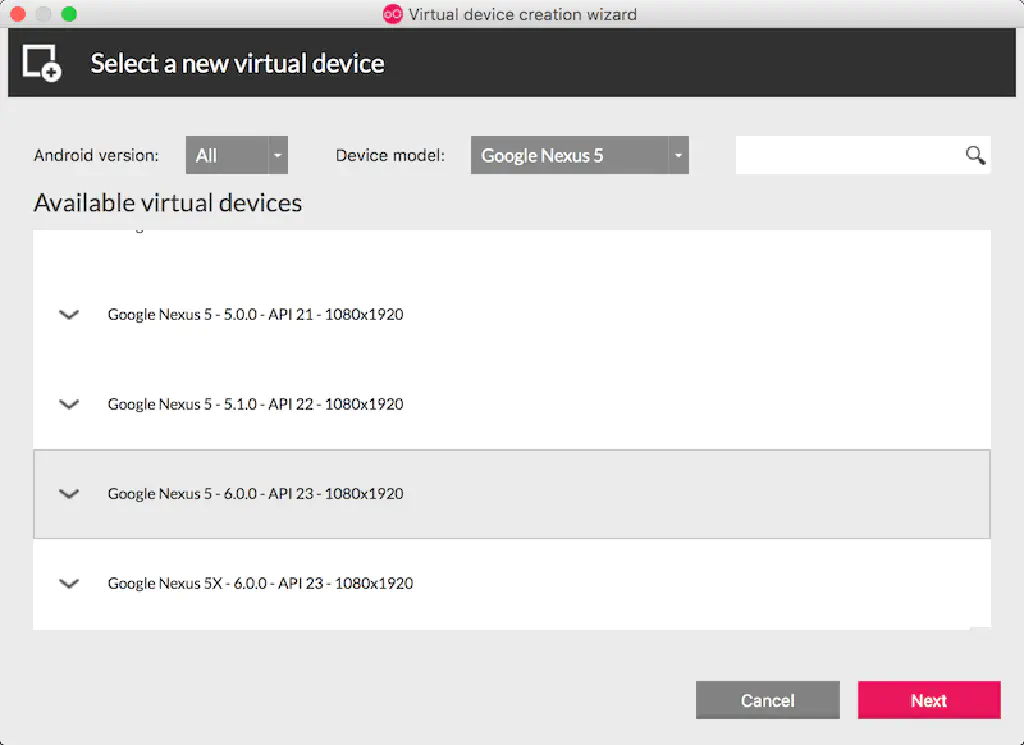 Virtual device creation wizard
Select a new virtual device
Android version: All Device model: Google Nexus 5
Available virtual devices
Google Nexus 5 - 5.0.0 - API 21 - 1080x1920
Google Nexus 5 - 5.1.0 - API 22 - 1080x1920
Google Nexus 5 - 6.0.0 - API 23 - 1080x1920
Google Nexus 5X - 6.0.0 - API 23 - 1080x1920
Cancel Next